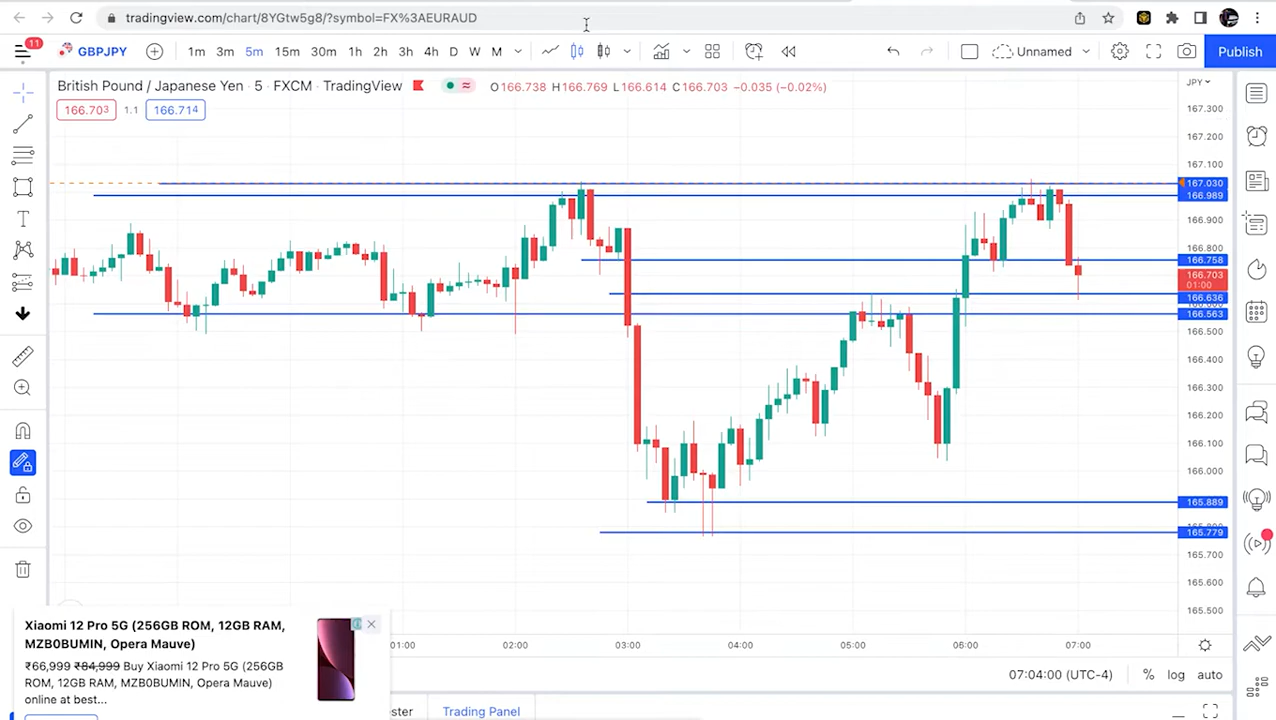 tradingview.com/chart/8YGtw5g8/?symbol=FX%3AEURAUD
11
GBPJPY
1m 3m 5m 15m 30m 1h 2h 3h 4h D W M
Unnamed
Publish
British Pound / Japanese Yen · 5 · FXCM · TradingView
O166.738 H166.769 L166.614 C166.703 −0.035 (−0.02%)
JPY
166.703 1.1 166.714
167.300
167.200
167.100
167.030
166.989
166.900
166.800
166.758
166.703
01:00
166.636
166.563
166.500
166.400
166.300
166.200
166.100
166.000
165.889
165.779
165.700
165.600
165.500
T
Xiaomi 12 Pro 5G (256GB ROM, 12GB RAM,
MZB0BUMIN, Opera Mauve)
₹66,999 ₹84,999 Buy Xiaomi 12 Pro 5G (256GB
ROM, 12GB RAM, MZB0BUMIN, Opera Mauve)
online at best...
01:00 02:00 03:00 04:00 05:00 06:00 07:00
07:04:00 (UTC-4) % log auto
ster Trading Panel